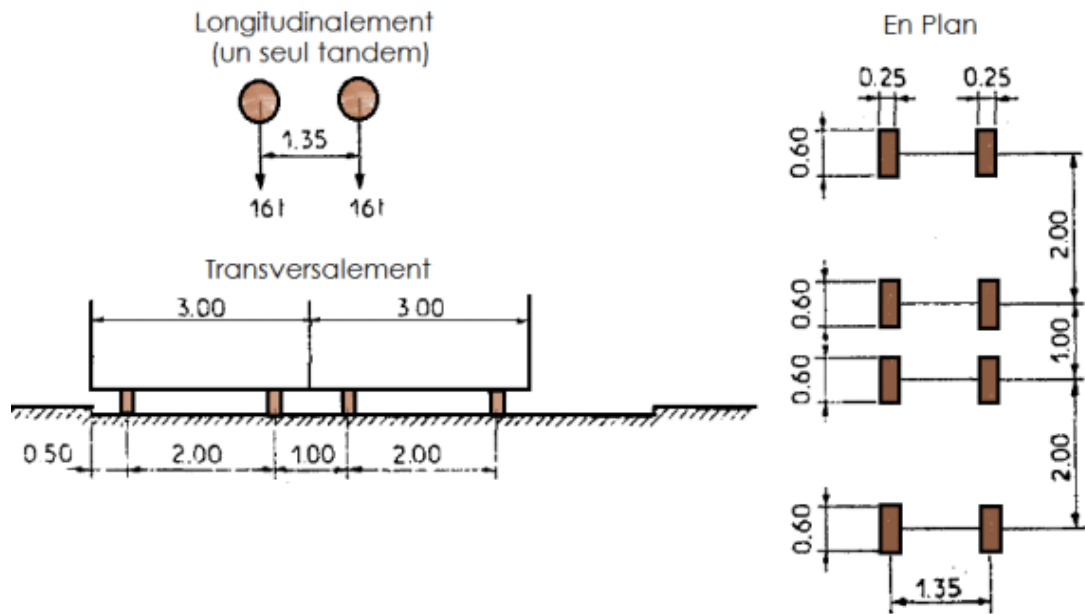 Longitudinalement
(un seul tandem)
1.35
16t
16t
Transversalement
3.00
3 00
0 50
2.00
1.00
2.00
En Plan
0.25
0.25
0.60
2.00
0.60
1.00
0.60
2.00
0.60
1.35